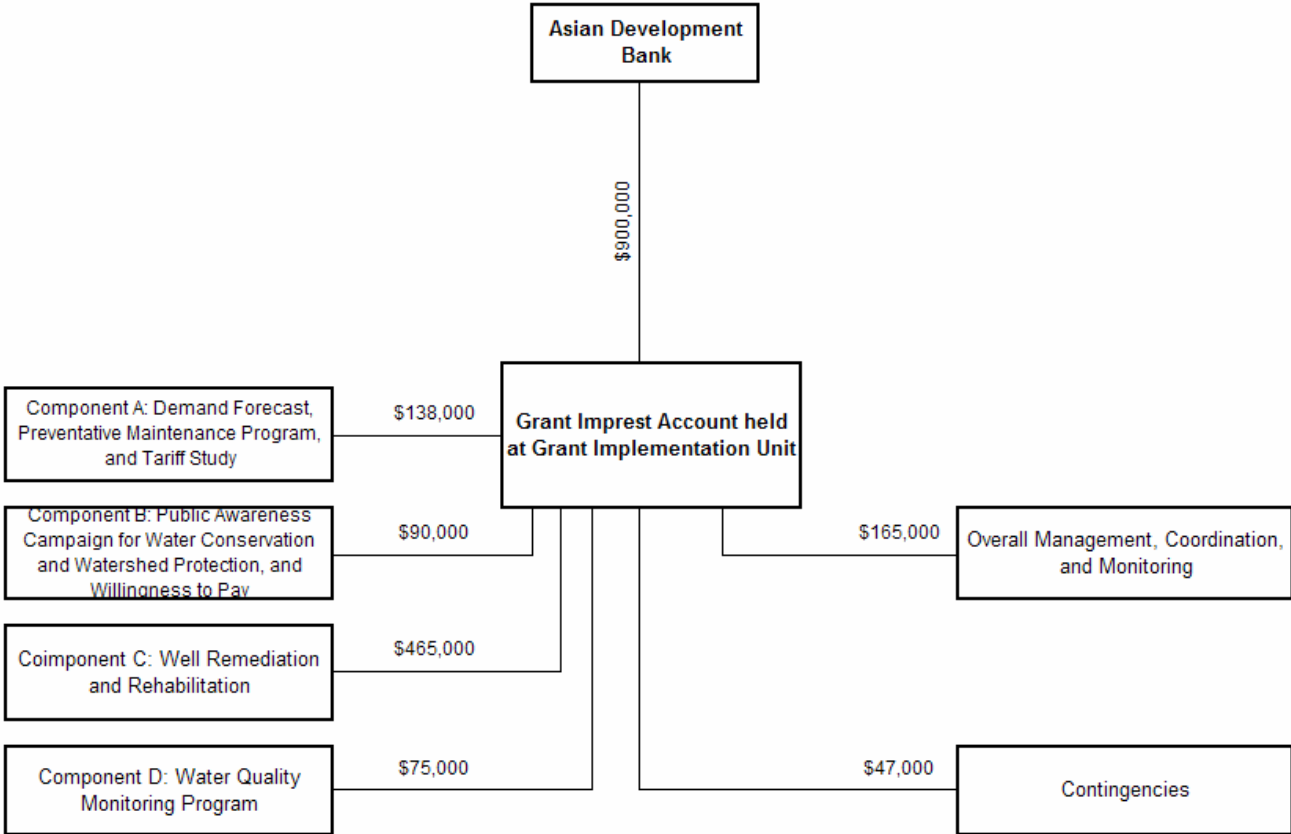 Asian Development
Bank
$900,000
Grant Imprest Account held
at Grant Implementation Unit
Component A: Demand Forecast,
Preventative Maintenance Program,
and Tariff Study
$138,000
Component B: Public Awareness
Campaign for Water Conservation
and Watershed Protection, and
Willingness to Pay
$90,000
Coimponent C: Well Remediation
and Rehabilitation
$465,000
Component D: Water Quality
Monitoring Program
$75,000
$165,000
Overall Management, Coordination,
and Monitoring
$47,000
Contingencies